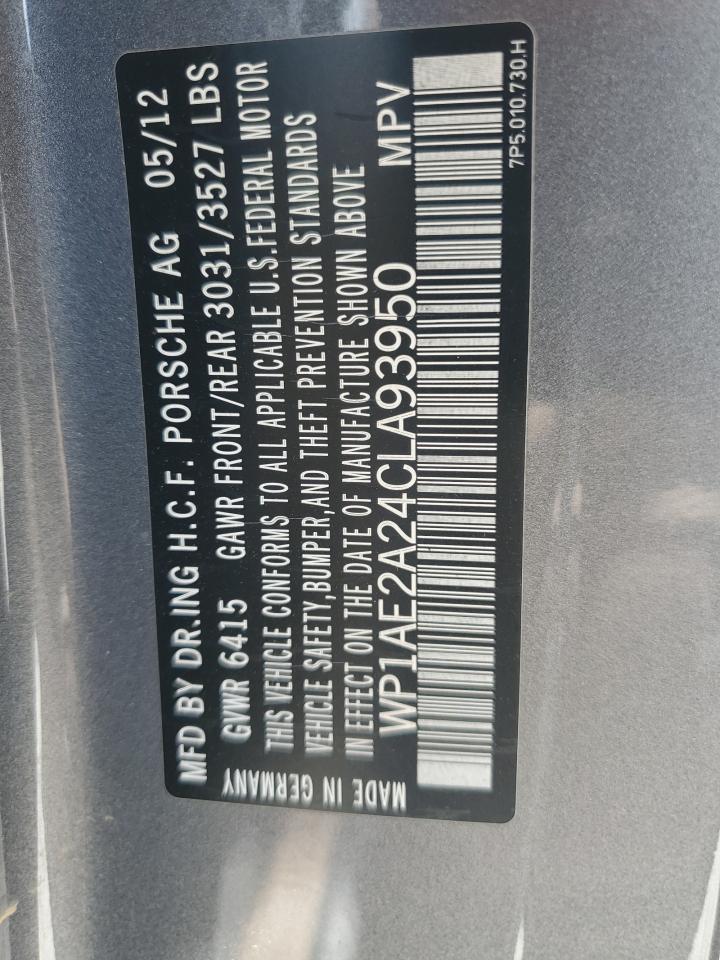 MFD BY DR.ING H.C.F. PORSCHE AG 05/12
GVWR 6415 GAWR FRONT/REAR 3031/3527 LBS
THIS VEHICLE CONFORMS TO ALL APPLICABLE U.S.FEDERAL MOTOR
VEHICLE SAFETY,BUMPER,AND THEFT PREVENTION STANDARDS
IN EFFECT ON THE DATE OF MANUFACTURE SHOWN ABOVE
WP1AE2A24CLA93950 MPV
7P5.010.730.H
MADE IN GERMANY